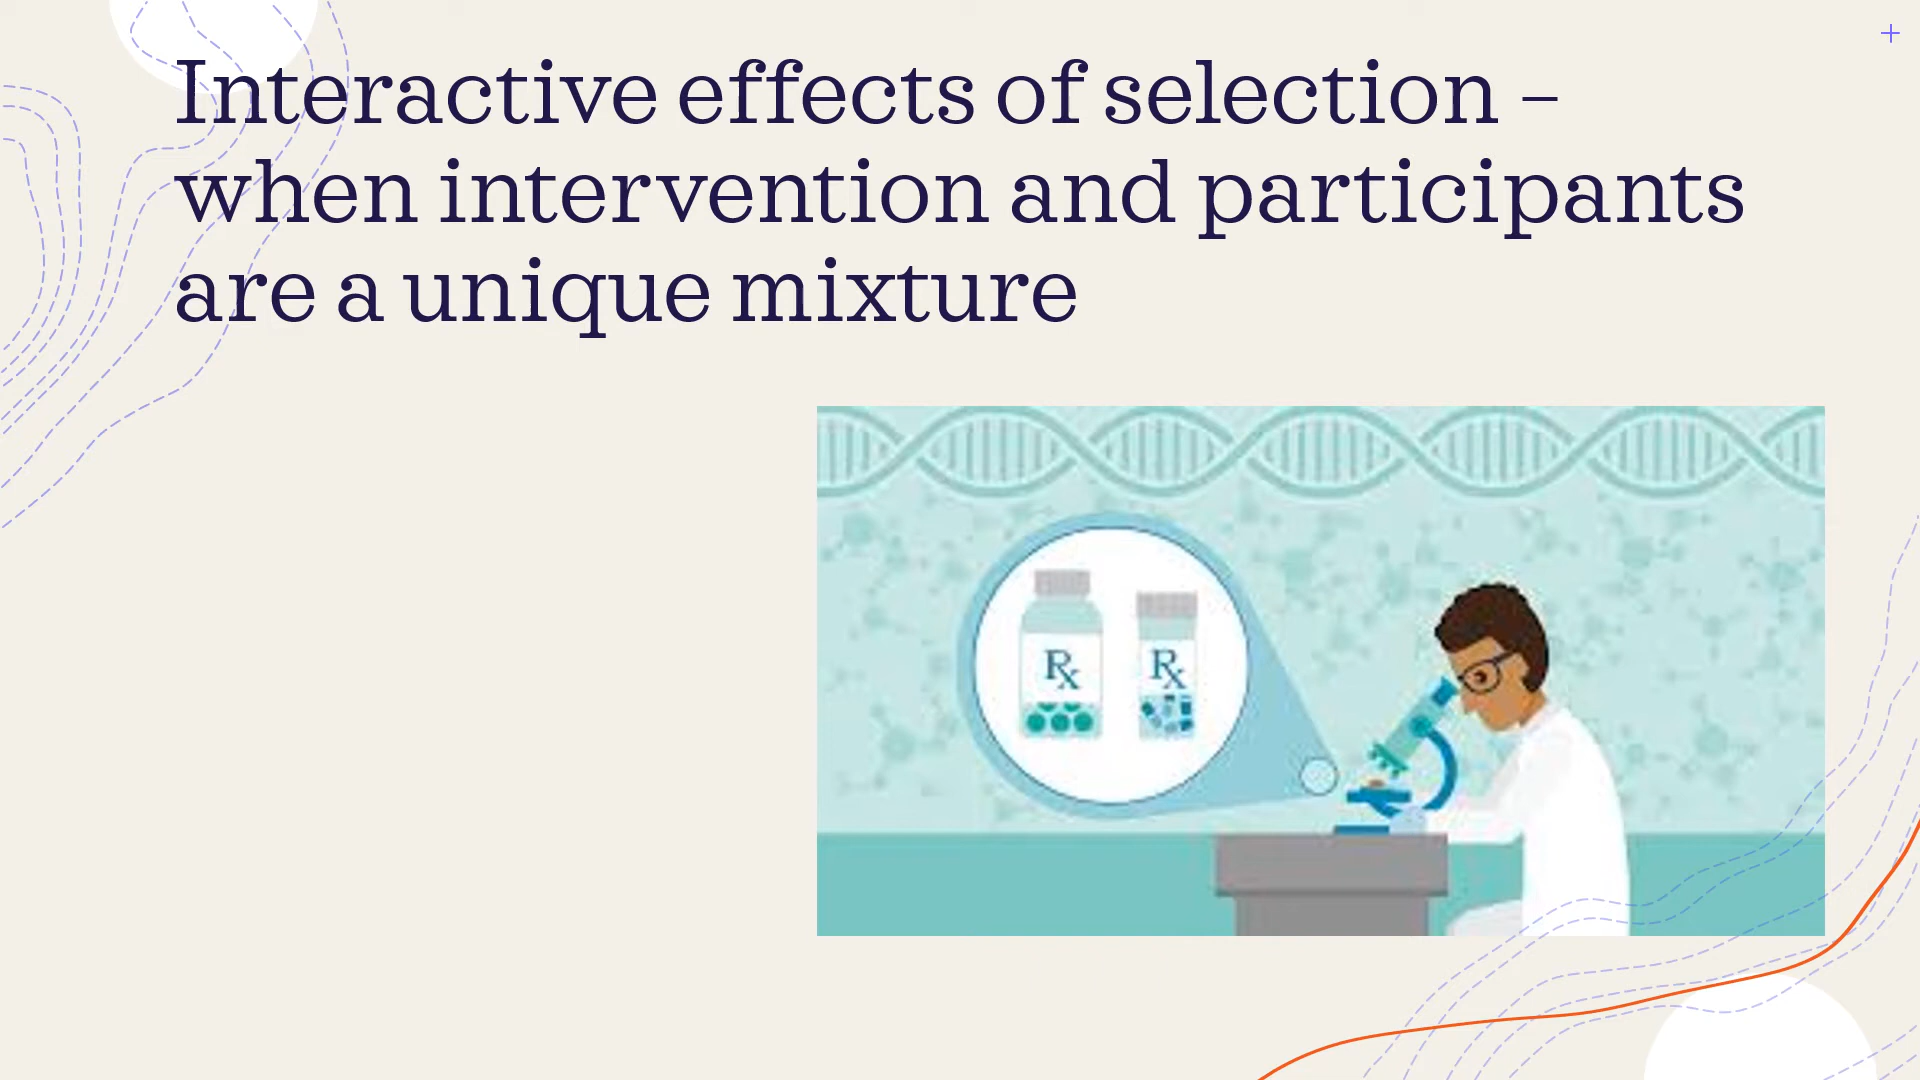 Interactive effects of selection –
when intervention and participants
are a unique mixture
Rx Rx